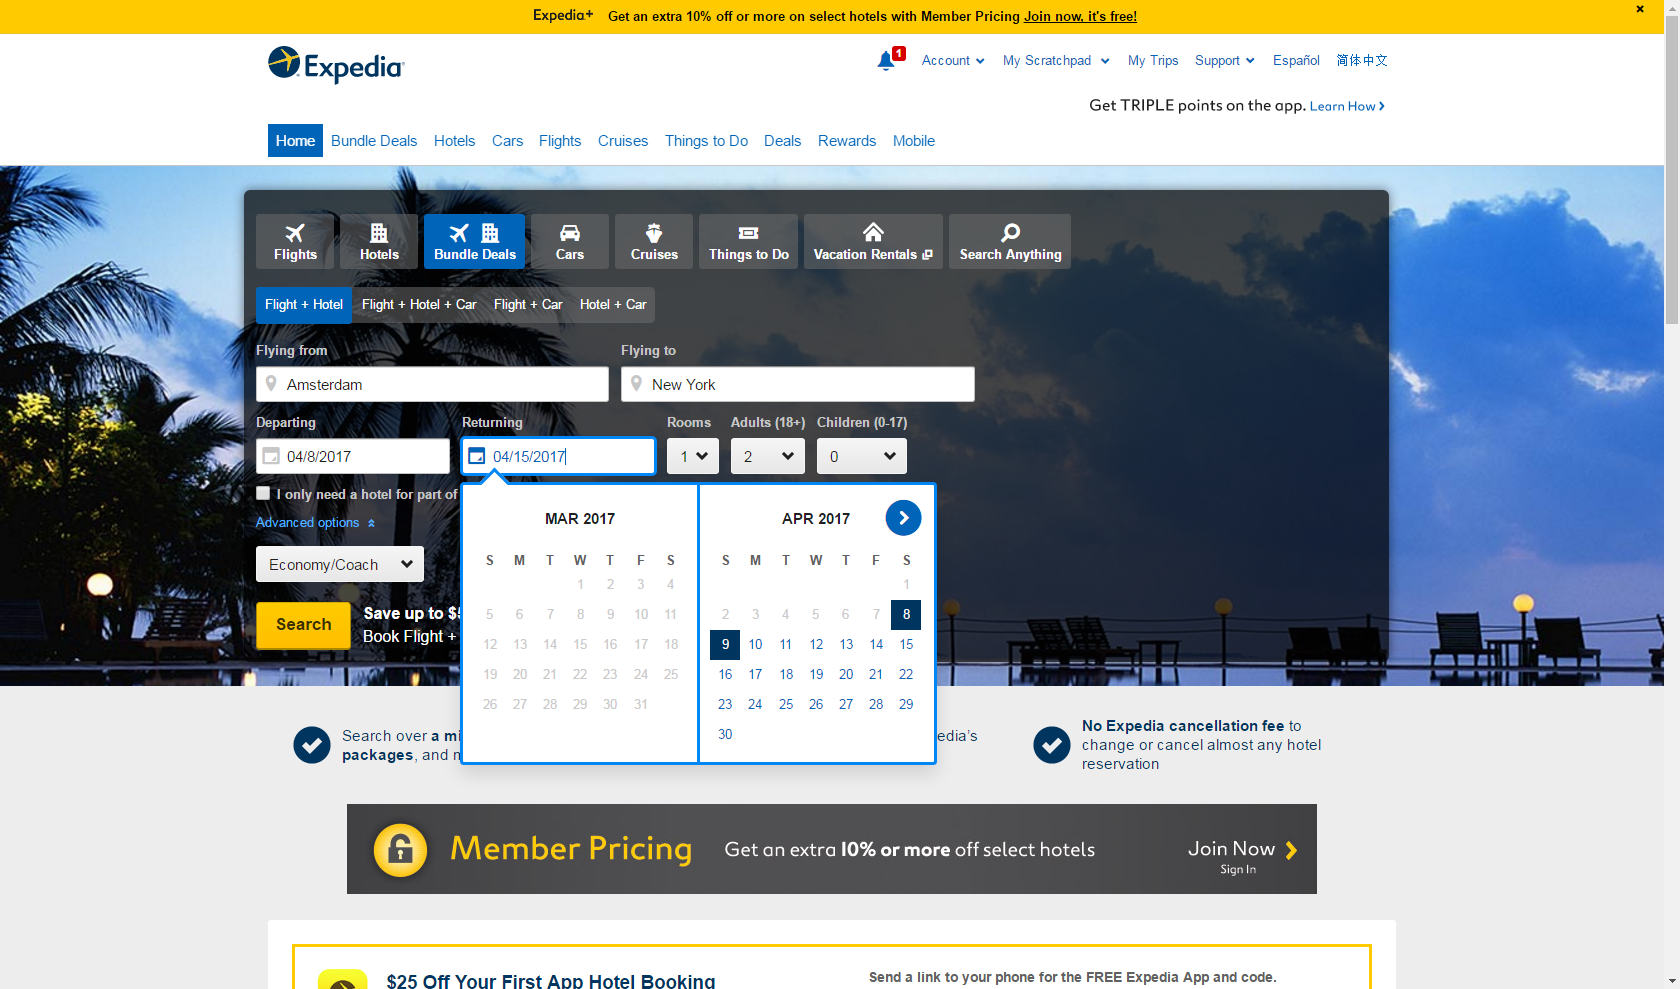 Expedia+ Get an extra 10% off or more on select hotels with Member Pricing Join now, it's free!
Expedia
1 Account My Scratchpad My Trips Support Español 简体中文
Get TRIPLE points on the app. Learn How
Home Bundle Deals Hotels Cars Flights Cruises Things to Do Deals Rewards Mobile
Flights Hotels Bundle Deals Cars Cruises Things to Do Vacation Rentals Search Anything
Flight + Hotel Flight + Hotel + Car Flight + Car Hotel + Car
Flying from Flying to
Amsterdam New York
Departing Returning Rooms Adults (18+) Children (0-17)
04/8/2017 04/15/2017 1 2 0
I only need a hotel for part of
Advanced options
Economy/Coach
Search Save up to $
Book Flight +
MAR 2017
S M T W T F S
1 2 3 4
5 6 7 8 9 10 11
12 13 14 15 16 17 18
19 20 21 22 23 24 25
26 27 28 29 30 31
APR 2017
S M T W T F S
1
2 3 4 5 6 7 8
9 10 11 12 13 14 15
16 17 18 19 20 21 22
23 24 25 26 27 28 29
30
Search over a mi
packages, and m
edia's
No Expedia cancellation fee to
change or cancel almost any hotel
reservation
Member Pricing Get an extra 10% or more off select hotels Join Now
Sign In
$25 Off Your First App Hotel Booking
Send a link to your phone for the FREE Expedia App and code.